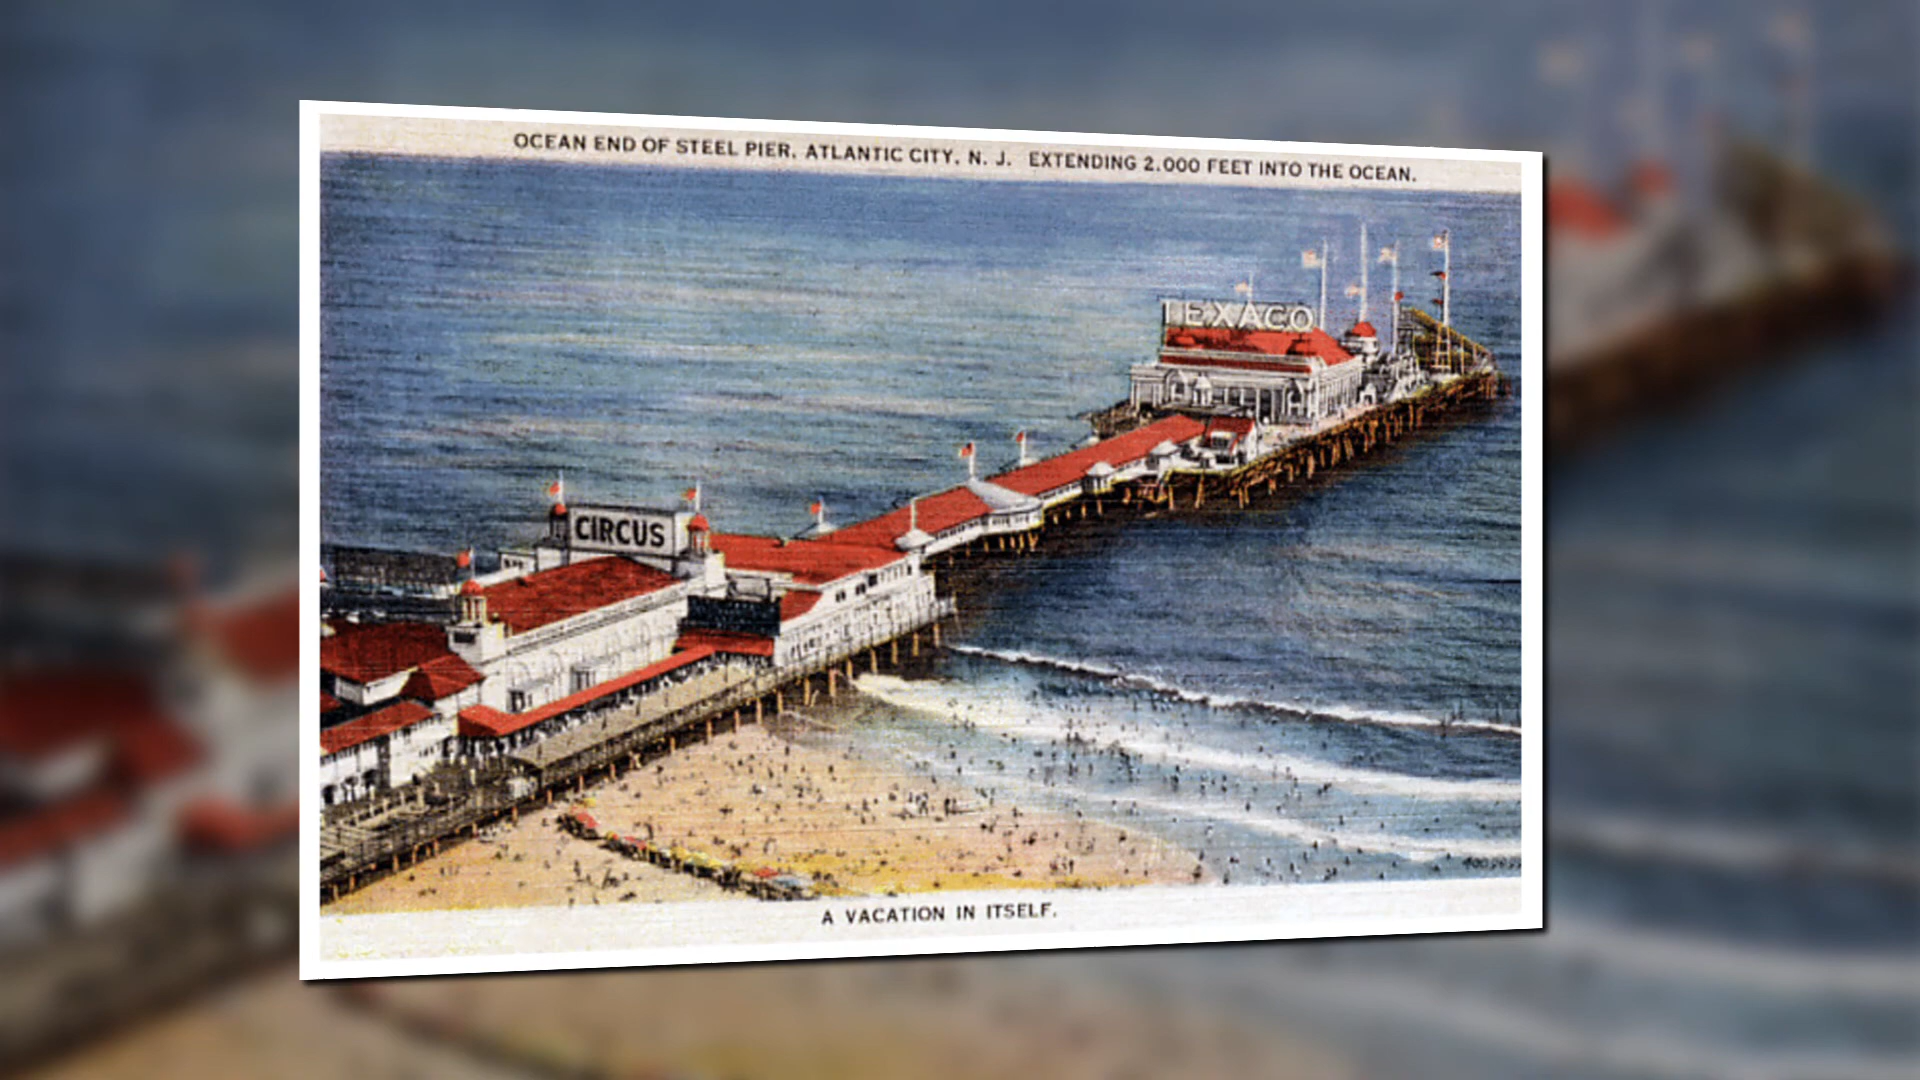 OCEAN END OF STEEL PIER, ATLANTIC CITY, N. J. EXTENDING 2,000 FEET INTO THE OCEAN.
TEXACO
CIRCUS
A VACATION IN ITSELF.